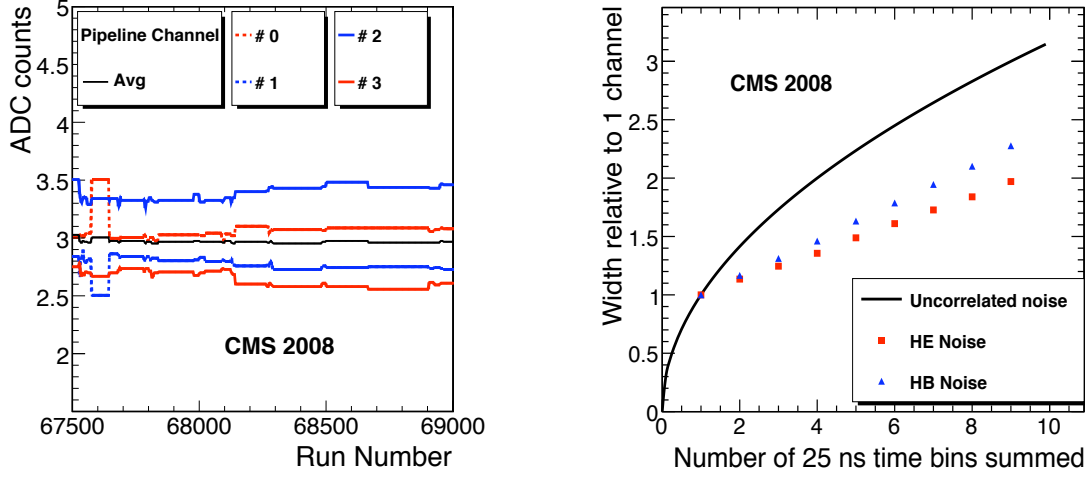 ADC counts
5
4.5
4
3.5
3
2.5
2
Pipeline Channel
Avg
# 0
# 1
# 2
# 3
CMS 2008
67500 68000 68500 69000
Run Number
Width relative to 1 channel
3
2.5
2
1.5
1
0.5
0
CMS 2008
Uncorrelated noise
HE Noise
HB Noise
0 2 4 6 8 10
Number of 25 ns time bins summed